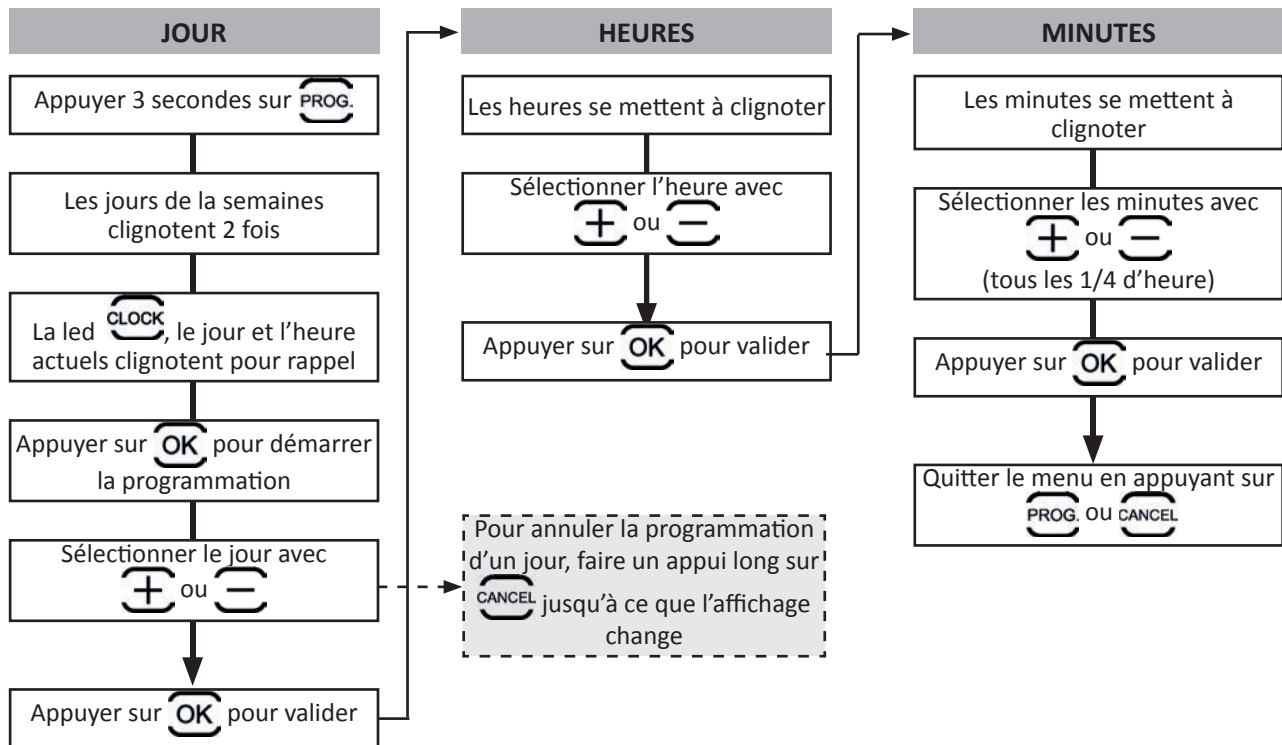 JOUR
Appuyer 3 secondes sur PROG.
Les jours de la semaines
clignotent 2 fois
La led CLOCK, le jour et l'heure
actuels clignotent pour rappel
Appuyer sur OK pour démarrer
la programmation
Sélectionner le jour avec
+ ou −
Appuyer sur OK pour valider
HEURES
Les heures se mettent à clignoter
Sélectionner l'heure avec
+ ou −
Appuyer sur OK pour valider
Pour annuler la programmation
d'un jour, faire un appui long sur
CANCEL jusqu'à ce que l'affichage
change
MINUTES
Les minutes se mettent à
clignoter
Sélectionner les minutes avec
+ ou −
(tous les 1/4 d'heure)
Appuyer sur OK pour valider
Quitter le menu en appuyant sur
PROG. ou CANCEL